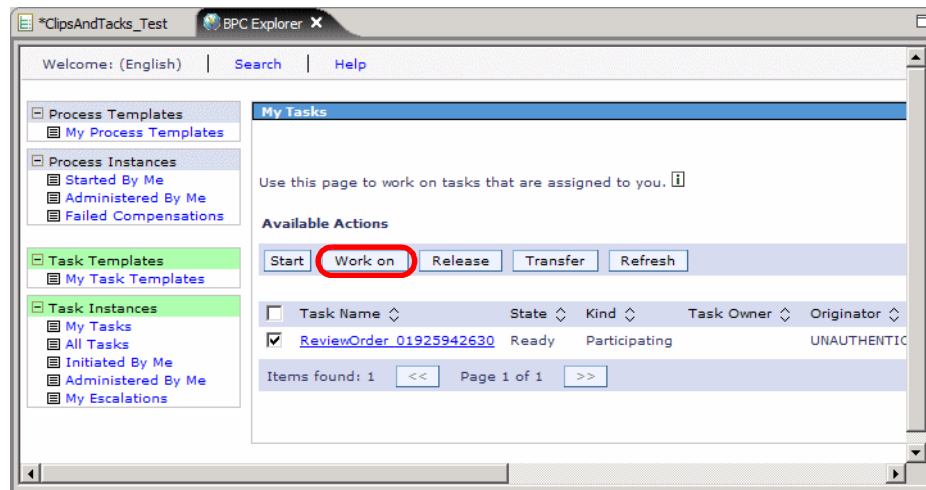 *ClipsAndTacks_Test
BPC Explorer
Welcome: (English) | Search | Help
Process Templates
My Process Templates
Process Instances
Started By Me
Administered By Me
Failed Compensations
Task Templates
My Task Templates
Task Instances
My Tasks
All Tasks
Initiated By Me
Administered By Me
My Escalations
My Tasks
Use this page to work on tasks that are assigned to you. i
Available Actions
Start Work on Release Transfer Refresh
Task Name State Kind Task Owner Originator
ReviewOrder_01925942630 Ready Participating UNAUTHENTIC
Items found: 1 << Page 1 of 1 >>